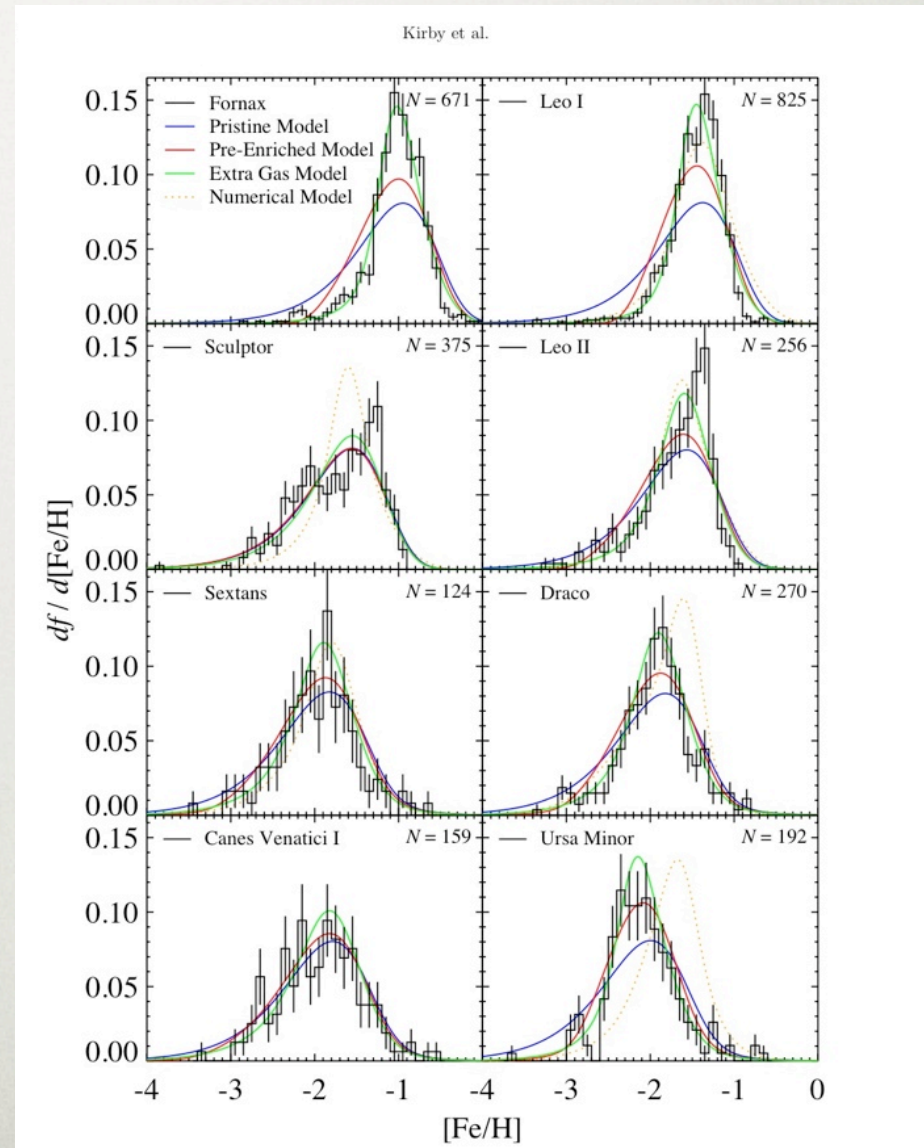 Kirby et al.
Fornax
Pristine Model
Pre-Enriched Model
Extra Gas Model
Numerical Model
N = 671
Leo I
N = 825
0.15
0.10
0.05
0.00
Sculptor
N = 375
Leo II
N = 256
0.15
0.10
0.05
0.00
df / d[Fe/H]
Sextans
N = 124
Draco
N = 270
0.15
0.10
0.05
0.00
Canes Venatici I
N = 159
Ursa Minor
N = 192
0.15
0.10
0.05
0.00
-4 -3 -2 -1 -4 -3 -2 -1 0
[Fe/H]